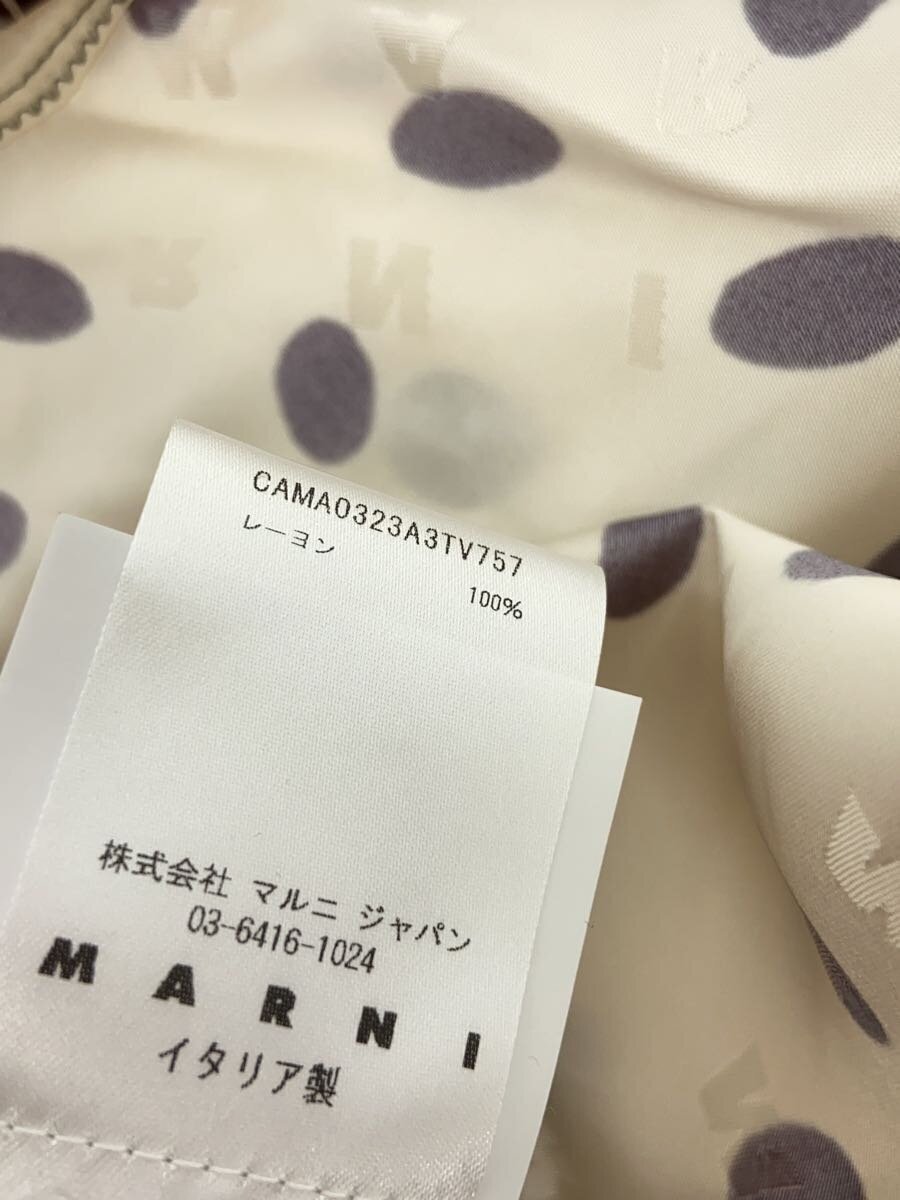 M A R
R N I
CAMA0323A3TV757
レーヨン 100%
株式会社 マルニ ジャパン
03-6416-1024
MARNI
イタリア製